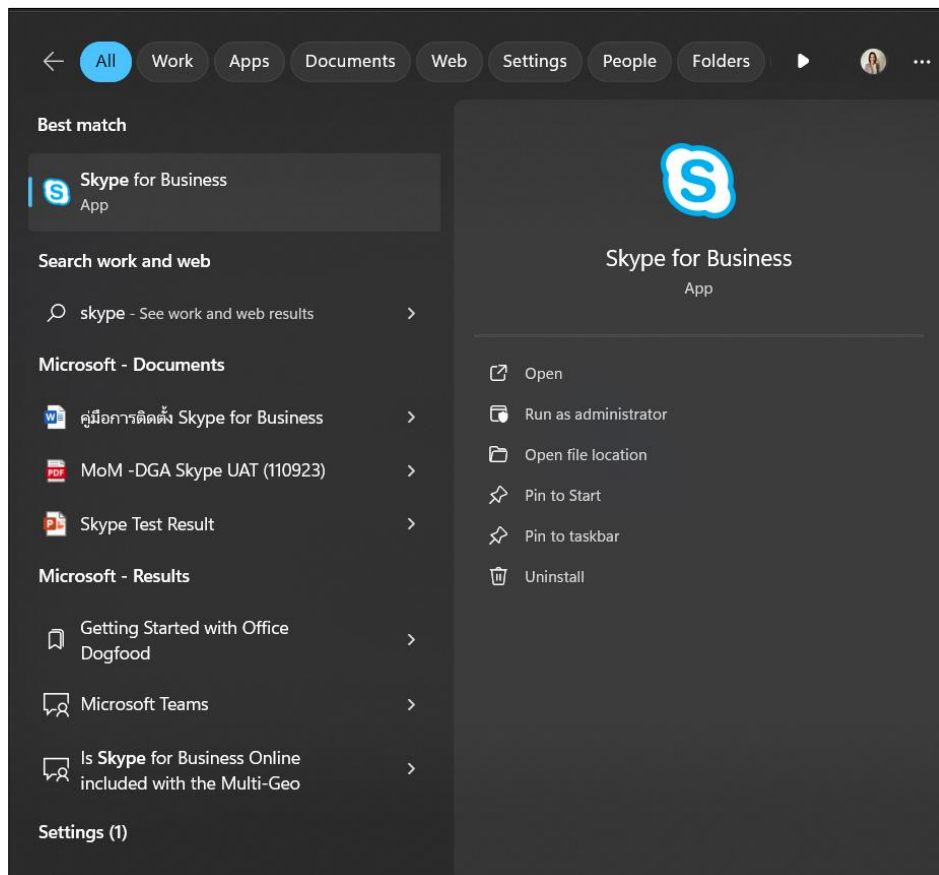 All Work Apps Documents Web Settings People Folders
Best match
Skype for Business
App
Search work and web
skype - See work and web results
Microsoft - Documents
คู่มือการติดตั้ง Skype for Business
MoM -DGA Skype UAT (110923)
Skype Test Result
Microsoft - Results
Getting Started with Office
Dogfood
Microsoft Teams
Is Skype for Business Online
included with the Multi-Geo
Settings (1)
Skype for Business
App
Open
Run as administrator
Open file location
Pin to Start
Pin to taskbar
Uninstall